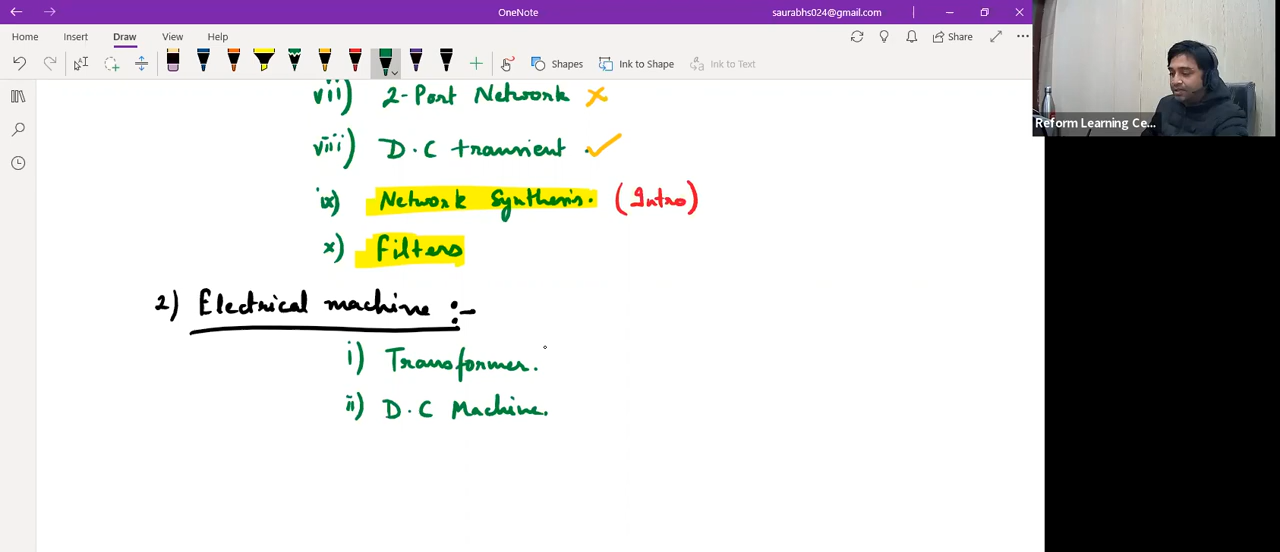 OneNote
saurabhs024@gmail.com
Home Insert Draw View Help
Share
Shapes
Ink to Shape
Ink to Text
Reform Learning Ce...
vii) 2-Port Network ✗
viii) D.C transient. ✓
ix) Network Synthesis. (Intro)
x) Filters
2) Electrical machine :-
i) Transformer.
ii) D.C Machine.